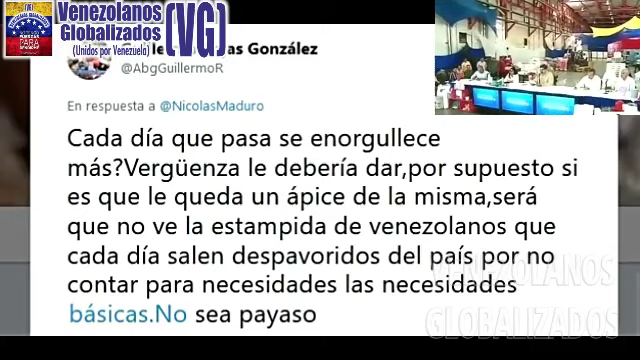 (VG)
Venezolanos
Globalizados
(Unidos por Venezuela)
(VG)
González
@AbgGuillermoR
En respuesta a @NicolasMaduro
Cada día que pasa se enorgullece
más?Vergüenza le debería dar,por supuesto si
es que le queda un ápice de la misma,será
que no ve la estampida de venezolanos que
cada día salen despavoridos del país por no
contar para necesidades las necesidades
básicas.No sea payaso
VENEZOLANOS
GLOBALIZADOS